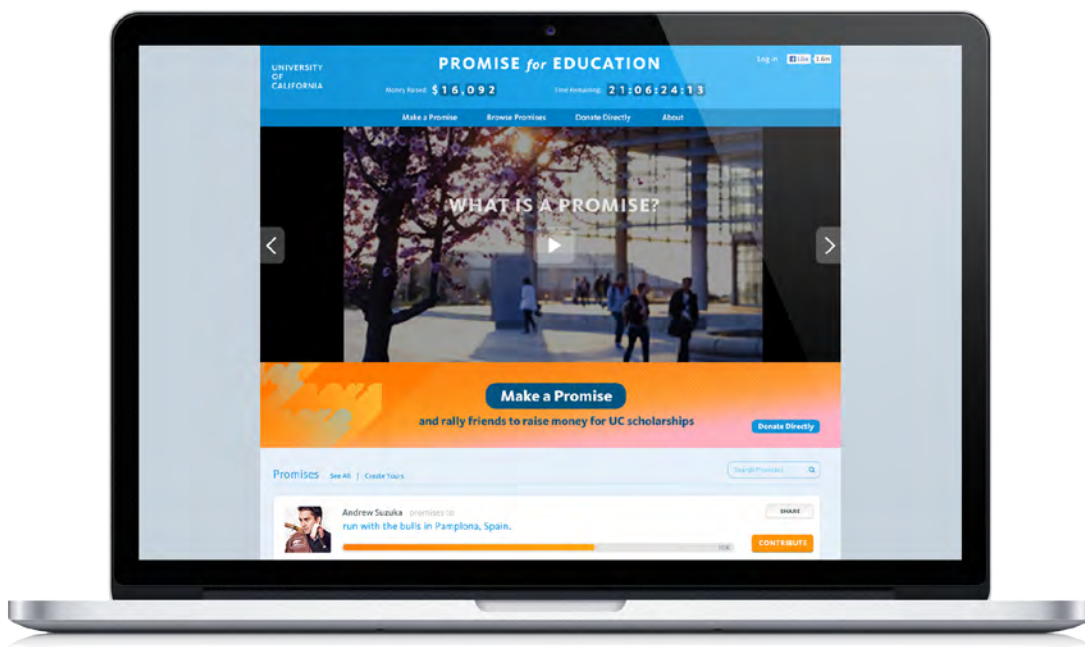 UNIVERSITY
OF
CALIFORNIA
PROMISE for EDUCATION
Log in
Like
1.6m
Money Raised: $16,092
Time Remaining: 21:06:24:13
Make a Promise Browse Promises Donate Directly About
WHAT IS A PROMISE?
Make a Promise
and rally friends to raise money for UC scholarships
Donate Directly
Promises See All | Create Yours
Search Promises
Andrew Suzuka promises to
run with the bulls in Pamplona, Spain.
SHARE
CONTRIBUTE